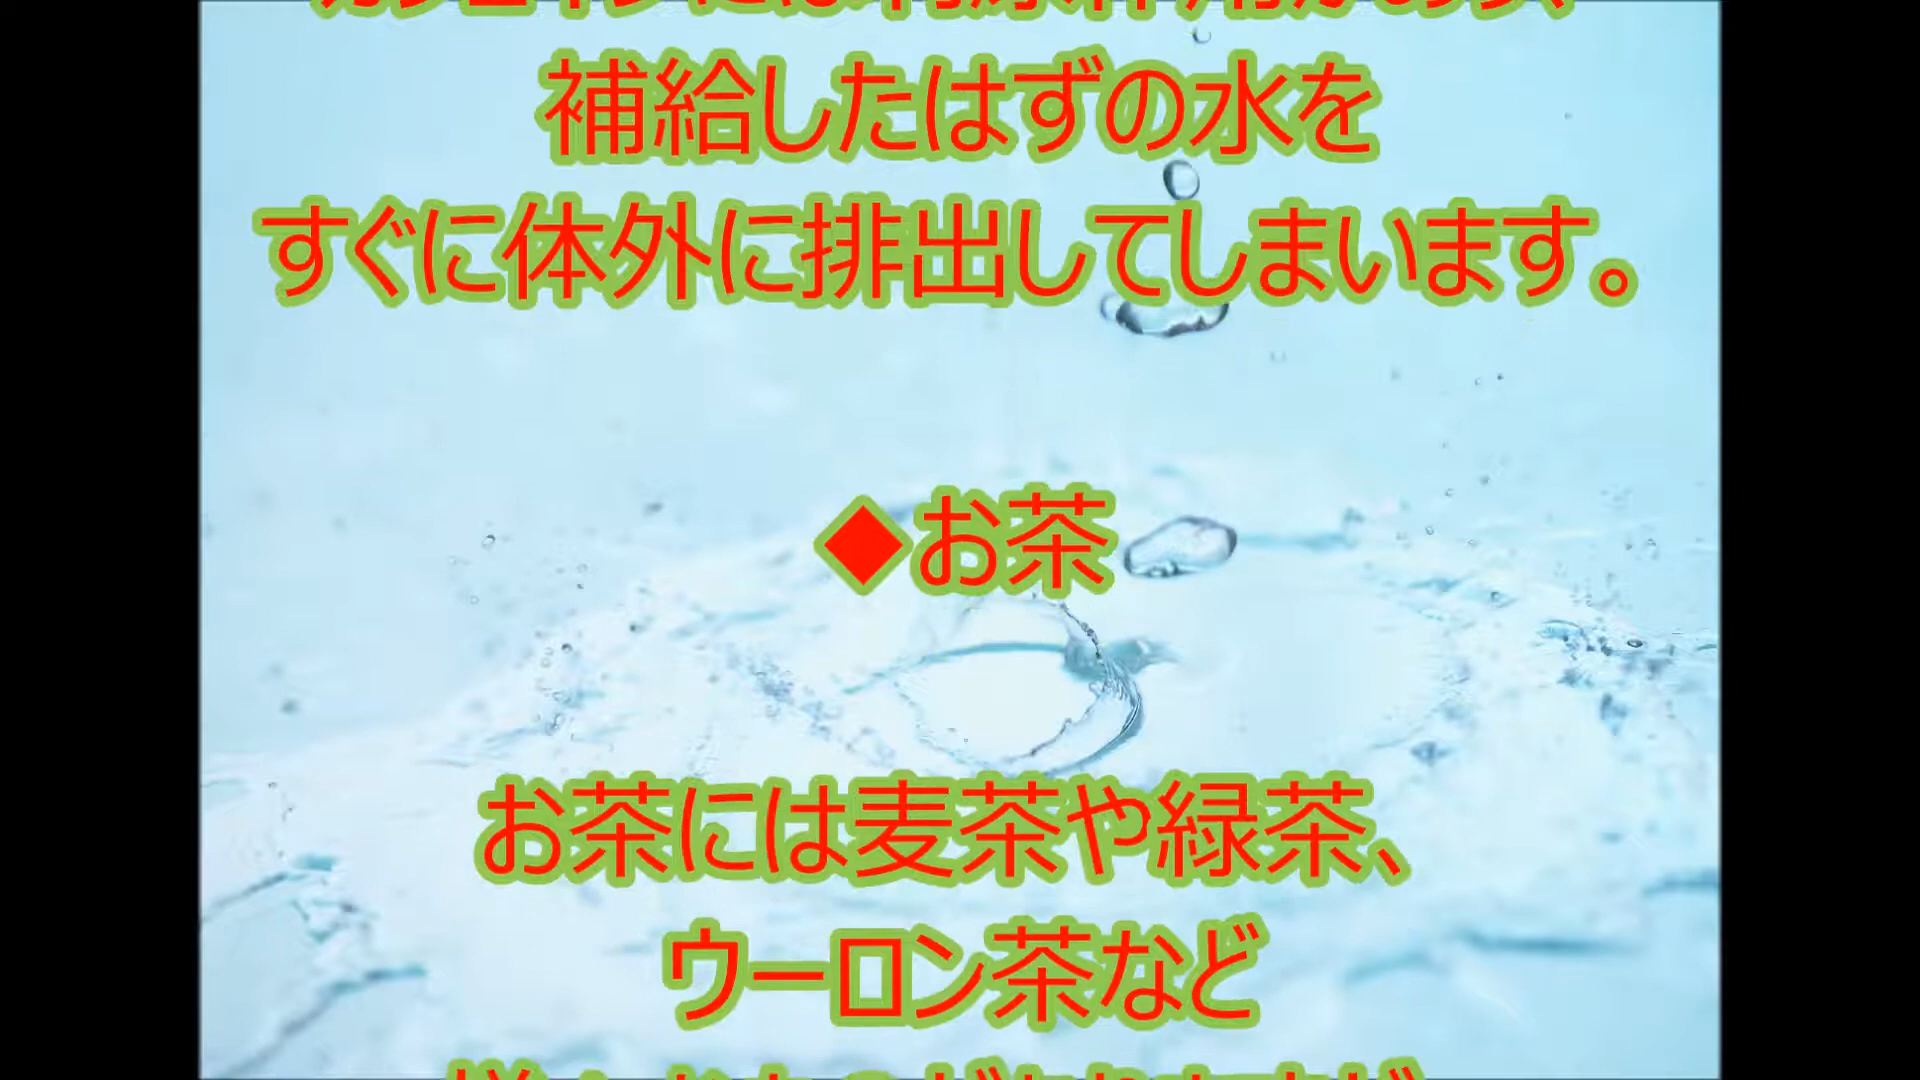 補給したはずの水を
すぐに体外に排出してしまいます。
◆お茶
お茶には麦茶や緑茶、
ウーロン茶など